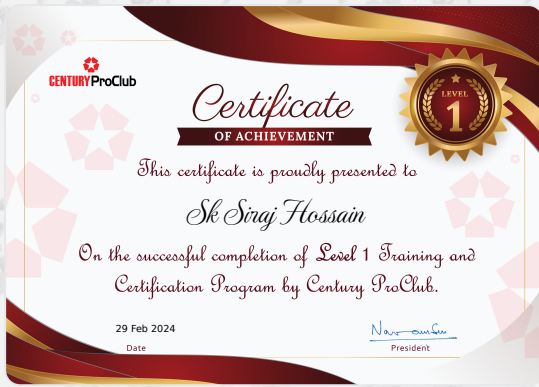 CENTURY ProClub
Certificate
OF ACHIEVEMENT
LEVEL
1
This certificate is proudly presented to
Sk Siraj Hossain
On the successful completion of Level 1 Training and
Certification Program by Century ProClub.
29 Feb 2024
Date
President